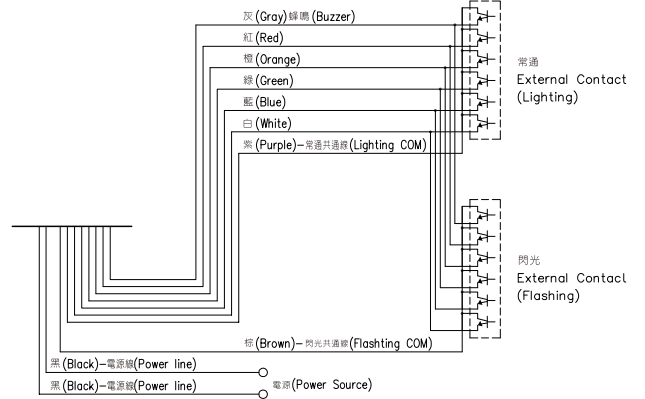 灰(Gray)蜂鳴(Buzzer)
紅(Red)
橙(Orange)
綠(Green)
藍(Blue)
白(White)
紫(Purple)-常通共通線(Lighting COM)
常通
External Contact
(Lighting)
閃光
External Contact
(Flashing)
棕(Brown)-閃光共通線(Flashting COM)
黑(Black)-電源線(Power line)
黑(Black)-電源線(Power line)
電源(Power Source)